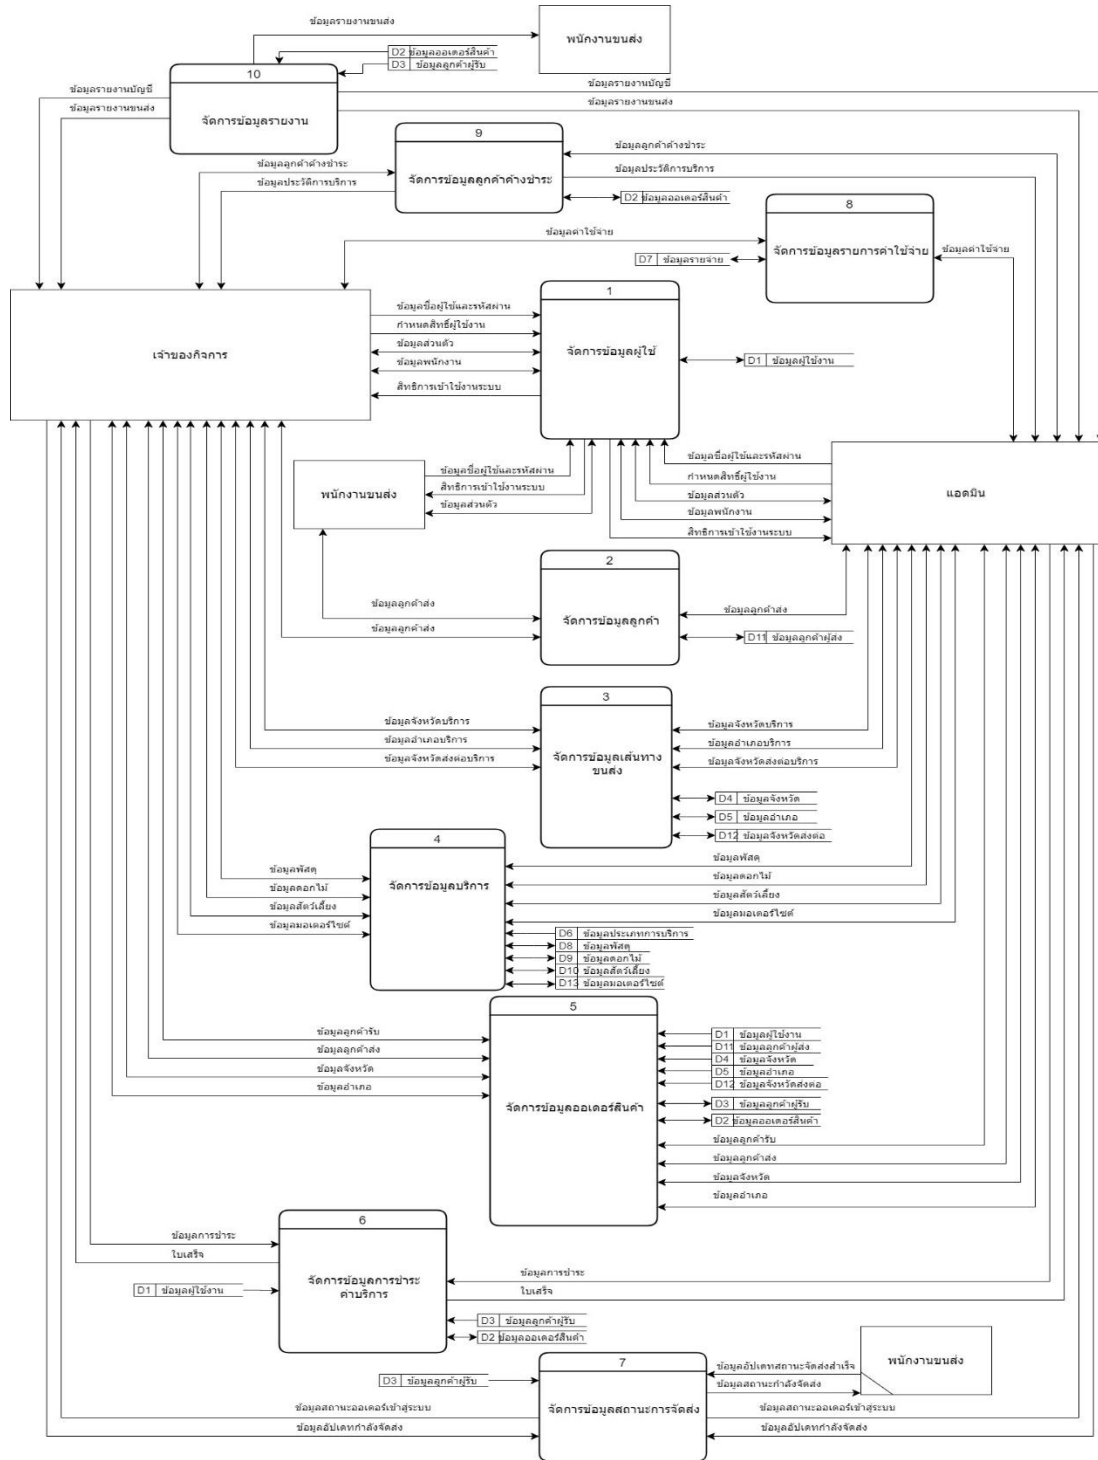 ข้อมูลรายงานขนส่ง
พนักงานขนส่ง
D2 ข้อมูลออเดอร์สินค้า
D3 ข้อมูลลูกค้าผู้รับ
10
จัดการข้อมูลรายงาน
ข้อมูลรายงานบัญชี
ข้อมูลรายงานขนส่ง
ข้อมูลรายงานบัญชี
ข้อมูลรายงานขนส่ง
9
จัดการข้อมูลลูกค้าค้างชำระ
ข้อมูลลูกค้าค้างชำระ
ข้อมูลประวัติการบริการ
ข้อมูลลูกค้าค้างชำระ
ข้อมูลประวัติการบริการ
D2 ข้อมูลออเดอร์สินค้า
8
จัดการข้อมูลรายการค่าใช้จ่าย
ข้อมูลค่าใช้จ่าย
ข้อมูลค่าใช้จ่าย
D7 ข้อมูลรายจ่าย
เจ้าของกิจการ
1
จัดการข้อมูลผู้ใช้
ข้อมูลชื่อผู้ใช้และรหัสผ่าน
กำหนดสิทธิ์ผู้ใช้งาน
ข้อมูลส่วนตัว
ข้อมูลพนักงาน
สิทธิการเข้าใช้งานระบบ
D1 ข้อมูลผู้ใช้งาน
พนักงานขนส่ง
ข้อมูลชื่อผู้ใช้และรหัสผ่าน
สิทธิการเข้าใช้งานระบบ
ข้อมูลส่วนตัว
ข้อมูลชื่อผู้ใช้และรหัสผ่าน
กำหนดสิทธิ์ผู้ใช้งาน
ข้อมูลส่วนตัว
ข้อมูลพนักงาน
สิทธิการเข้าใช้งานระบบ
แอดมิน
2
จัดการข้อมูลลูกค้า
ข้อมูลลูกค้าส่ง
ข้อมูลลูกค้าส่ง
ข้อมูลลูกค้าส่ง
D11 ข้อมูลลูกค้าผู้ส่ง
3
จัดการข้อมูลเส้นทาง
ขนส่ง
ข้อมูลจังหวัดบริการ
ข้อมูลอำเภอบริการ
ข้อมูลจังหวัดส่งต่อบริการ
ข้อมูลจังหวัดบริการ
ข้อมูลอำเภอบริการ
ข้อมูลจังหวัดส่งต่อบริการ
D4 ข้อมูลจังหวัด
D5 ข้อมูลอำเภอ
D12 ข้อมูลจังหวัดส่งต่อ
4
จัดการข้อมูลบริการ
ข้อมูลพัสดุ
ข้อมูลดอกไม้
ข้อมูลสัตว์เลี้ยง
ข้อมูลมอเตอร์ไซต์
ข้อมูลพัสดุ
ข้อมูลดอกไม้
ข้อมูลสัตว์เลี้ยง
ข้อมูลมอเตอร์ไซต์
D6 ข้อมูลประเภทการบริการ
D8 ข้อมูลพัสดุ
D9 ข้อมูลดอกไม้
D10 ข้อมูลสัตว์เลี้ยง
D13 ข้อมูลมอเตอร์ไซต์
5
จัดการข้อมูลออเดอร์สินค้า
ข้อมูลลูกค้ารับ
ข้อมูลลูกค้าส่ง
ข้อมูลจังหวัด
ข้อมูลอำเภอ
D1 ข้อมูลผู้ใช้งาน
D11 ข้อมูลลูกค้าผู้ส่ง
D4 ข้อมูลจังหวัด
D5 ข้อมูลอำเภอ
D12 ข้อมูลจังหวัดส่งต่อ
D3 ข้อมูลลูกค้าผู้รับ
D2 ข้อมูลออเดอร์สินค้า
ข้อมูลลูกค้ารับ
ข้อมูลลูกค้าส่ง
ข้อมูลจังหวัด
ข้อมูลอำเภอ
6
จัดการข้อมูลการชำระ
ค่าบริการ
ข้อมูลการชำระ
ใบเสร็จ
D1 ข้อมูลผู้ใช้งาน
ข้อมูลการชำระ
ใบเสร็จ
D3 ข้อมูลลูกค้าผู้รับ
D2 ข้อมูลออเดอร์สินค้า
7
จัดการข้อมูลสถานะการจัดส่ง
D3 ข้อมูลลูกค้าผู้รับ
ข้อมูลสถานะออเดอร์เข้าสู่ระบบ
ข้อมูลอัปเดทกำลังจัดส่ง
ข้อมูลอัปเดทสถานะจัดส่งสำเร็จ
ข้อมูลสถานะกำลังจัดส่ง
พนักงานขนส่ง
ข้อมูลสถานะออเดอร์เข้าสู่ระบบ
ข้อมูลอัปเดทกำลังจัดส่ง